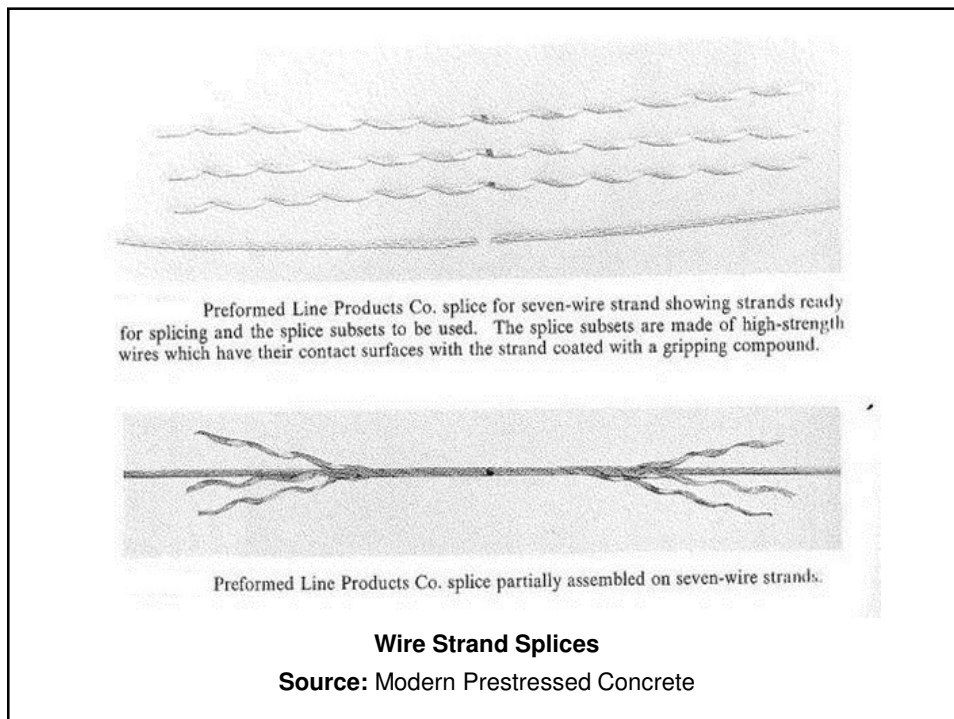 Preformed Line Products Co. splice for seven-wire strand showing strands ready
for splicing and the splice subsets to be used. The splice subsets are made of high-strength
wires which have their contact surfaces with the strand coated with a gripping compound.
Preformed Line Products Co. splice partially assembled on seven-wire strands.
Wire Strand Splices
Source: Modern Prestressed Concrete